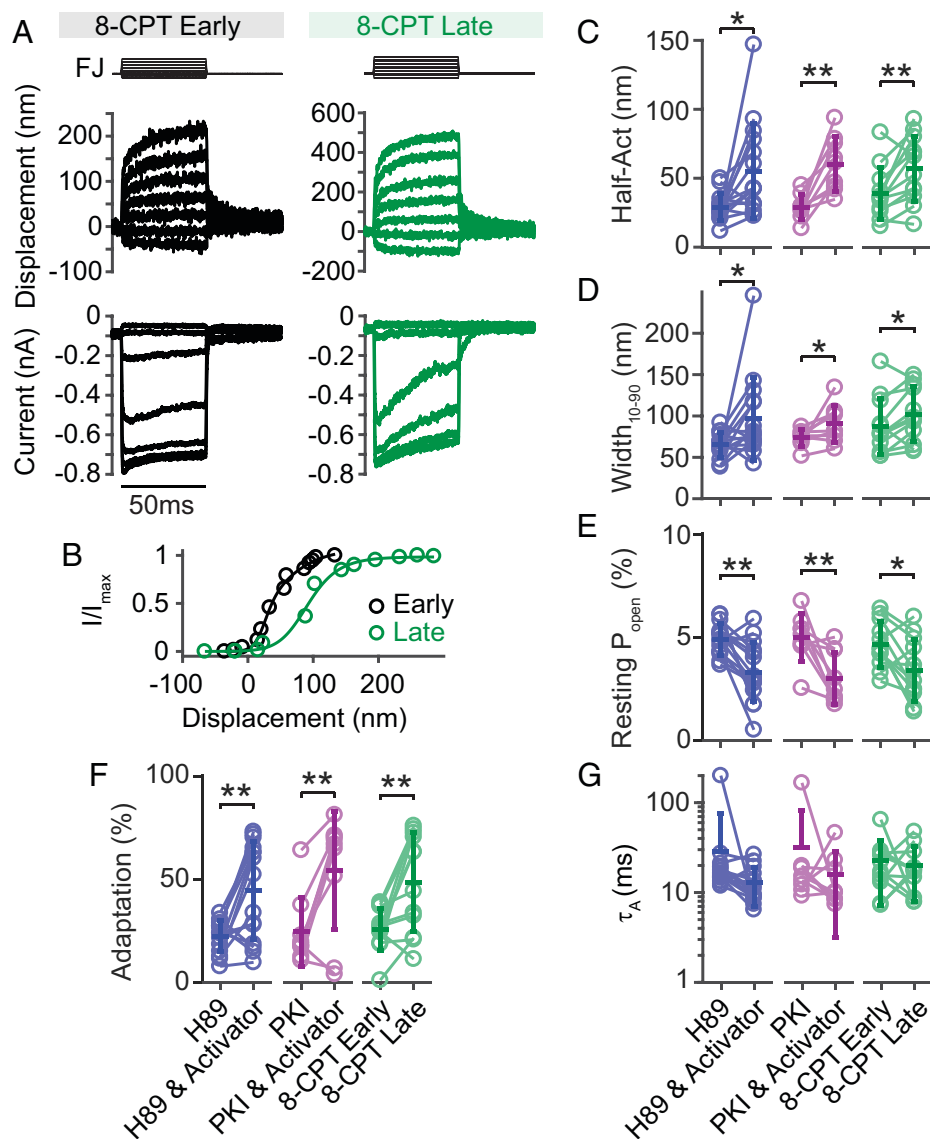 A
8-CPT Early
8-CPT Late
FJ
Displacement (nm)
200
100
0
-100
600
400
200
0
-200
Current (nA)
0
-0.2
-0.4
-0.6
-0.8
0
-0.2
-0.4
-0.6
-0.8
50ms
B
I/Imax
1
0.5
0
Early
Late
-100
0
100
200
Displacement (nm)
C
Half-Act (nm)
150
100
50
0
*
**
**
D
Width10-90 (nm)
200
150
100
50
0
*
*
*
E
Resting Popen (%)
10
5
0
**
**
*
F
Adaptation (%)
100
50
0
**
**
**
H89
H89 & Activator
PKI
PKI & Activator
8-CPT Early
8-CPT Late
G
τA (ms)
100
10
1
H89
H89 & Activator
PKI
PKI & Activator
8-CPT Early
8-CPT Late